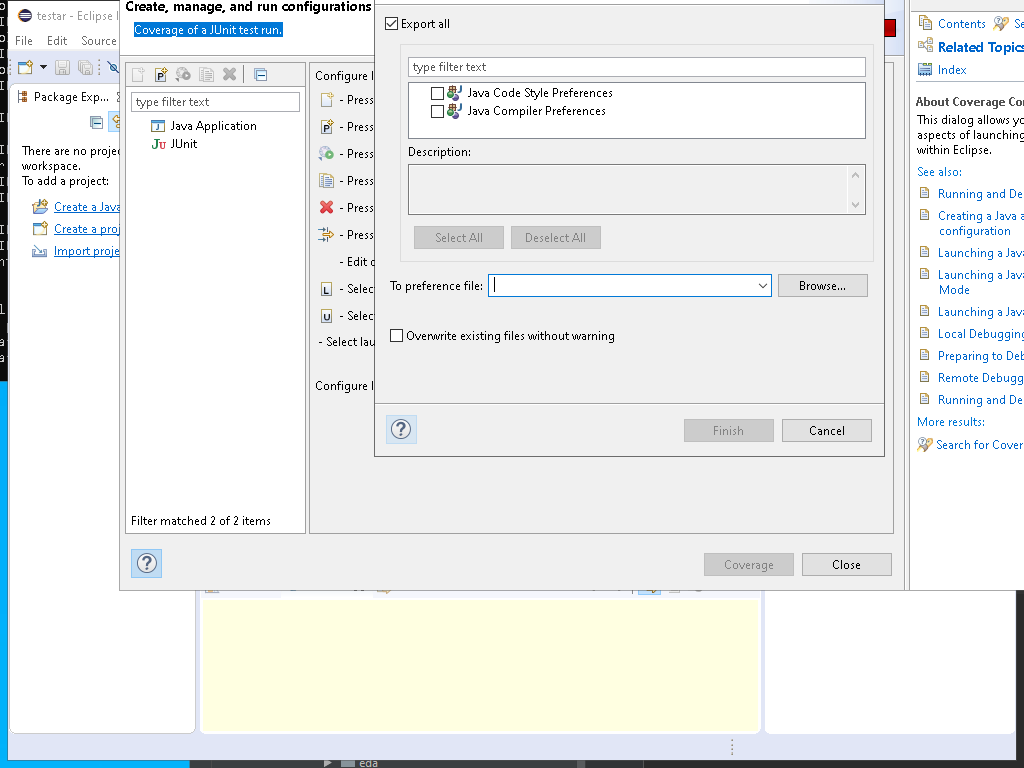 testar - Eclipse I
File Edit Source
Package Exp...
There are no proje
workspace.
To add a project:
Create a Java
Create a proj
Import proje
Create, manage, and run configurations
Coverage of a JUnit test run.
type filter text
Java Application
JUnit
Filter matched 2 of 2 items
Configure l
- Press
- Press
- Press
- Press
- Press
- Press
- Edit o
- Selec
- Selec
- Select lau
Configure l
Export all
type filter text
Java Code Style Preferences
Java Compiler Preferences
Description:
Select All Deselect All
To preference file: Browse...
Overwrite existing files without warning
Finish Cancel
Coverage Close
Contents Se
Related Topics
Index
About Coverage Con
This dialog allows yo
aspects of launching
within Eclipse.
See also:
Running and De
Creating a Java a
configuration
Launching a Java
Launching a Java
Mode
Launching a Java
Local Debugging
Preparing to Deb
Remote Debugg
Running and De
More results:
Search for Cover
eda